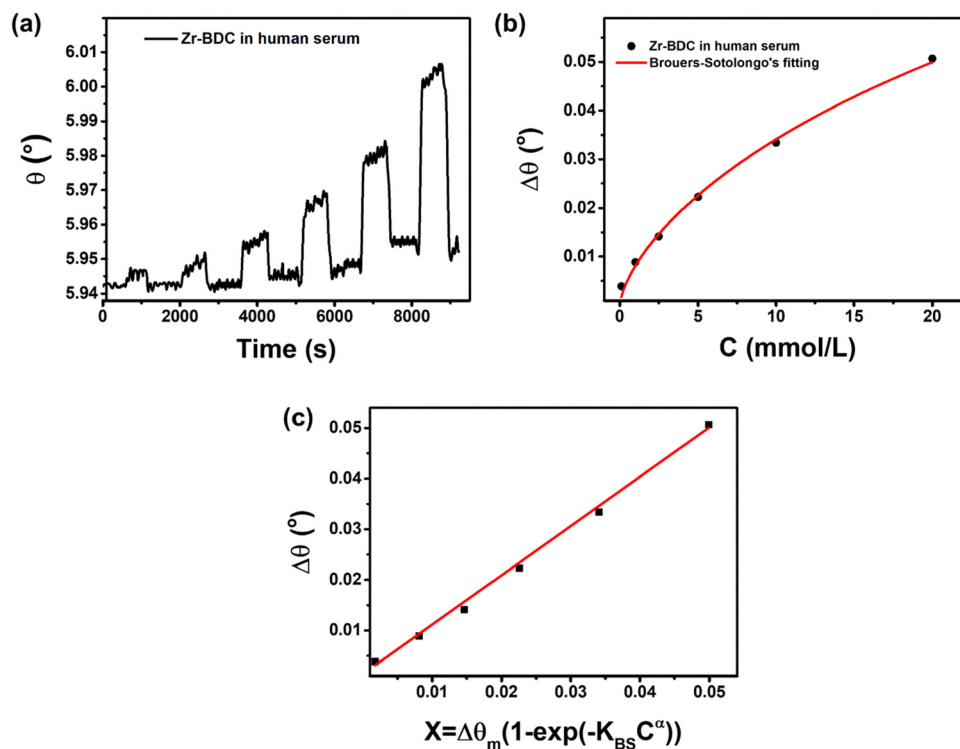 (a)
Zr-BDC in human serum
6.01
6.00
5.99
5.98
5.97
5.96
5.95
5.94
θ (°)
0 2000 4000 6000 8000
Time (s)
(b)
Zr-BDC in human serum
Brouers-Sotolongo's fitting
0.05
0.04
0.03
0.02
0.01
Δθ (°)
0 5 10 15 20
C (mmol/L)
(c)
0.05
0.04
0.03
0.02
0.01
Δθ (°)
0.01 0.02 0.03 0.04 0.05
X=Δθm(1-exp(-KBSCα))